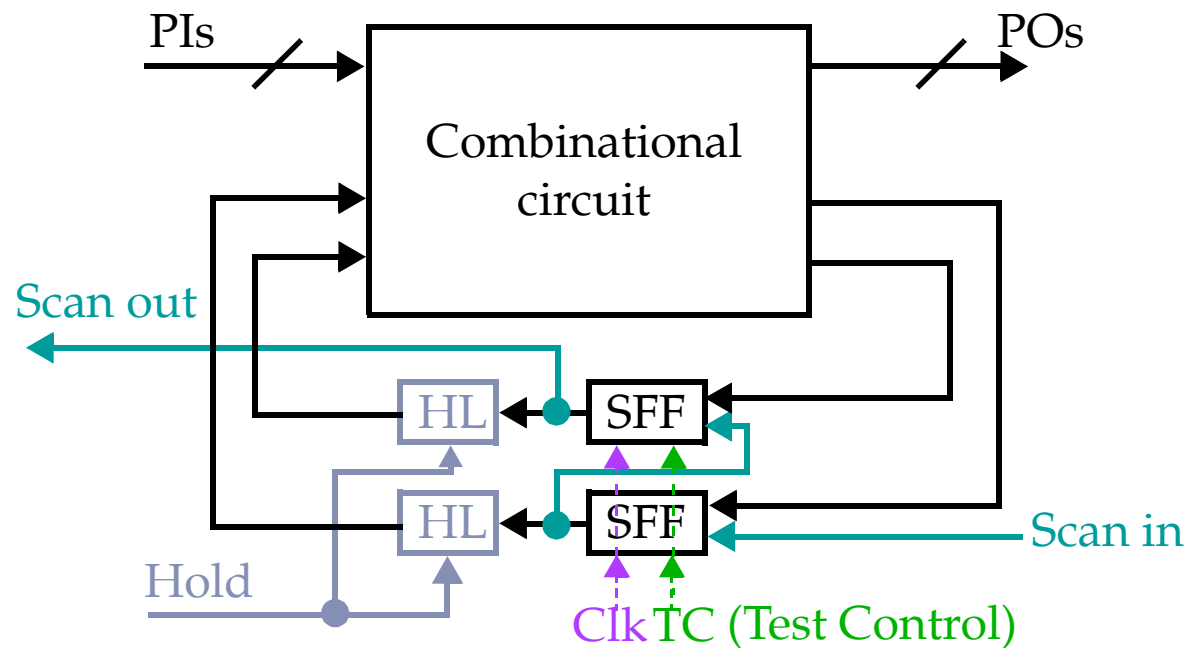 PIs
POs
Combinational
circuit
Scan out
HL
SFF
HL
SFF
Scan in
Hold
Clk
TC (Test Control)